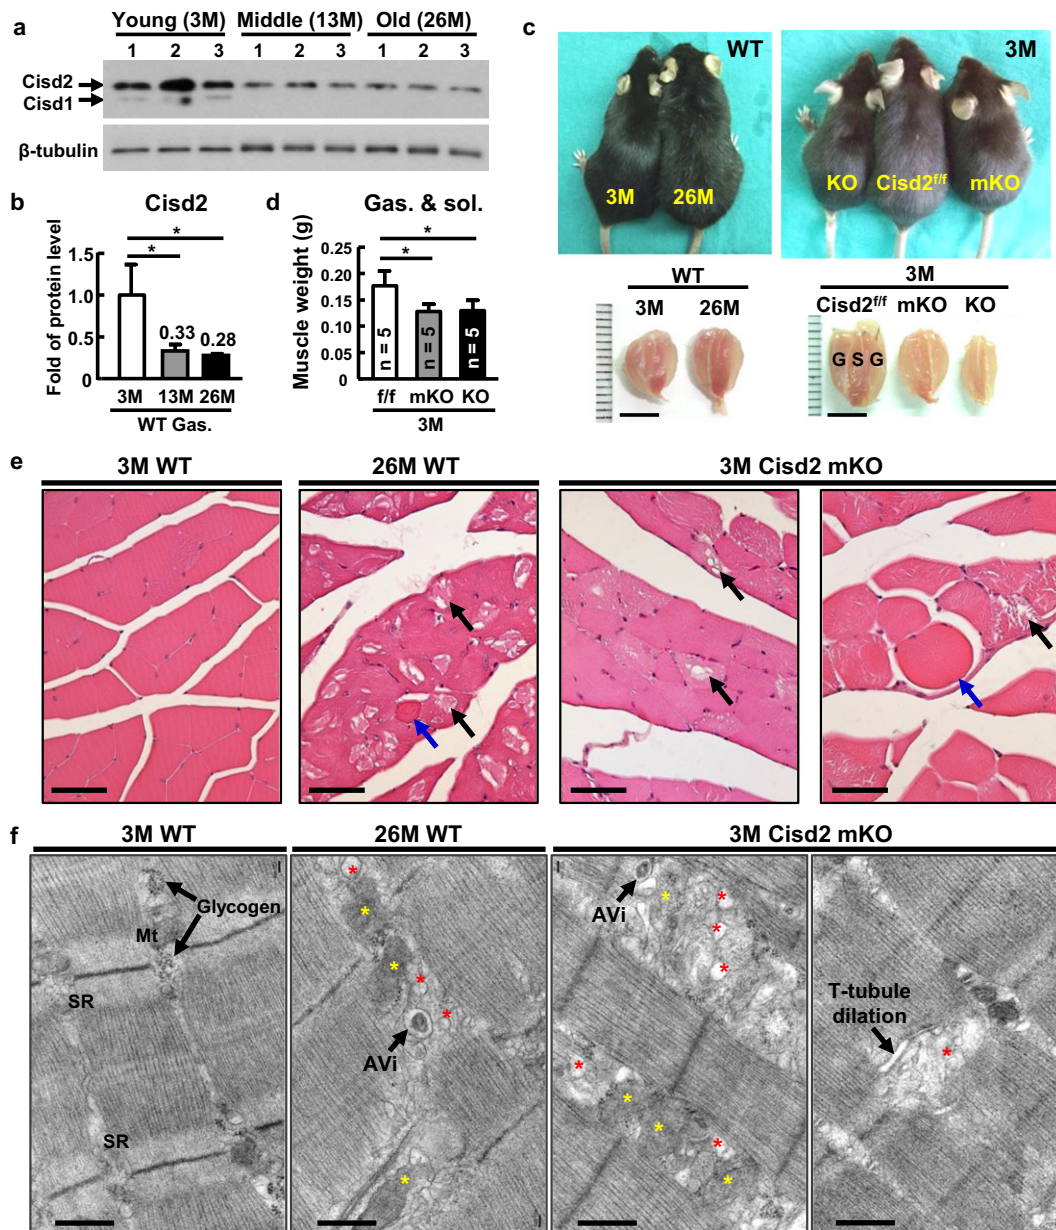 a
Young (3M) Middle (13M) Old (26M)
1 2 3 1 2 3 1 2 3
Cisd2
Cisd1
β-tubulin
b
Cisd2
Fold of protein level
1.5
1.0
0.5
0
*
*
0.33
0.28
3M 13M 26M
WT Gas.
d
Gas. & sol.
Muscle weight (g)
0.25
0.20
0.15
0.10
0.05
0
*
*
n = 5
n = 5
n = 5
f/f mKO KO
3M
c
WT
3M 26M
3M
KO Cisd2f/f mKO
WT
3M 26M
3M
Cisd2f/f mKO KO
G S G
e
3M WT 26M WT 3M Cisd2 mKO
f
3M WT 26M WT 3M Cisd2 mKO
Glycogen
Mt
SR
SR
* * * * * *
AVi
AVi
* * * * * * * * *
T-tubule
dilation
*